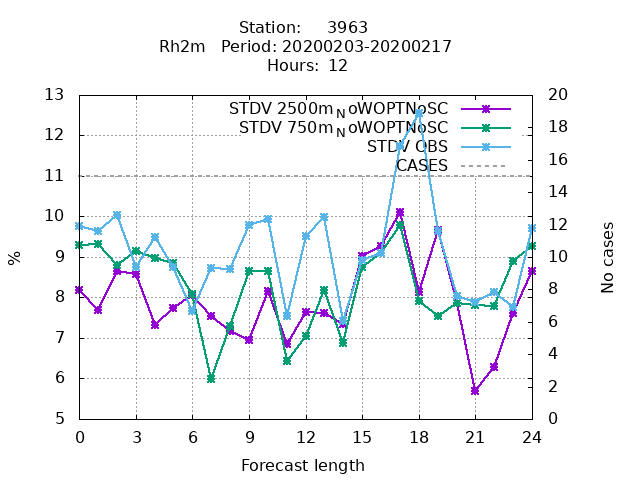 Station: 3963
Rh2m Period: 20200203-20200217
Hours: 12
STDV 2500m_NoWOPTNoSC
STDV 750m_NoWOPTNoSC
STDV OBS
CASES
13
12
11
10
9
8
7
6
5
%
20
18
16
14
12
10
8
6
4
2
0
No cases
0 3 6 9 12 15 18 21 24
Forecast length